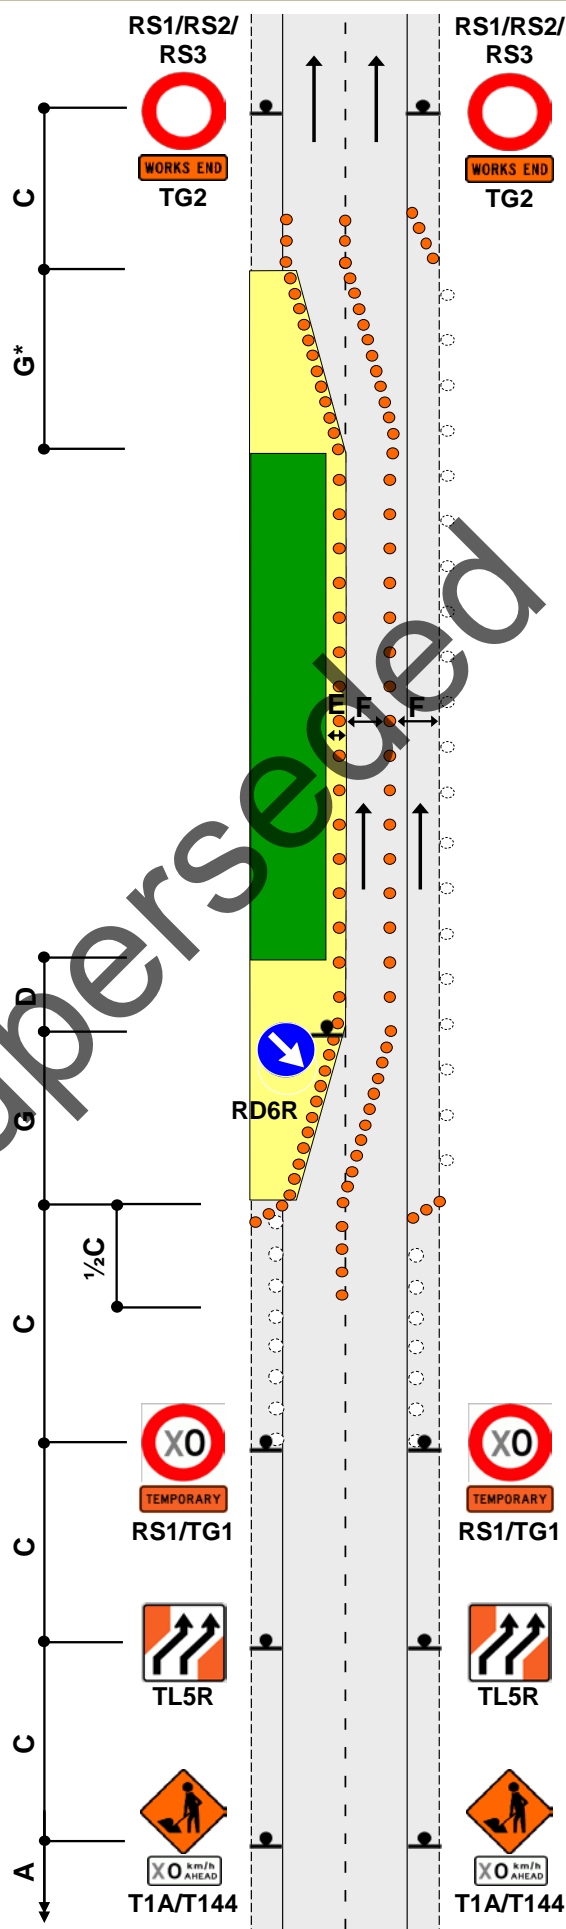 RS1/RS2/ RS1/RS2/
RS3 RS3
WORKS END WORKS END
TG2 TG2
C
G*
E F F
D
RD6R
G
½C
C
X0 X0
TEMPORARY TEMPORARY
RS1/TG1 RS1/TG1
C
TL5R TL5R
C
X0 km/h AHEAD X0 km/h AHEAD
A
T1A/T144 T1A/T144